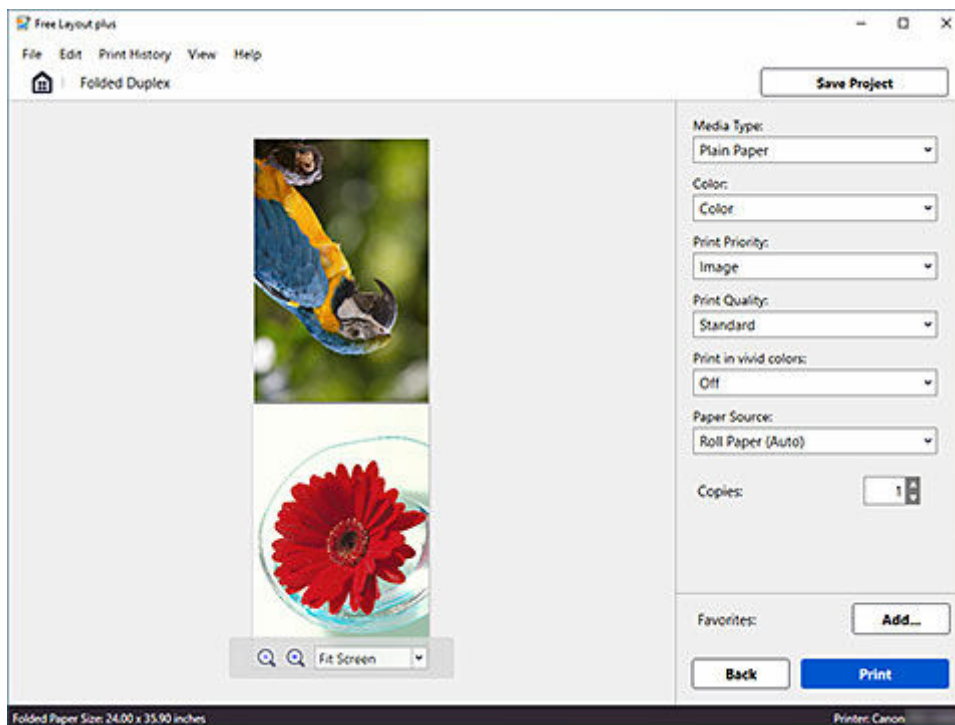 Free Layout plus
File Edit Print History View Help
Folded Duplex
Save Project
Media Type:
Plain Paper
Color:
Color
Print Priority:
Image
Print Quality:
Standard
Print in vivid colors:
Off
Paper Source:
Roll Paper (Auto)
Copies: 1
Favorites: Add...
Fit Screen
Back Print
Folded Paper Size: 24.00 x 35.90 inches Printer: Canon